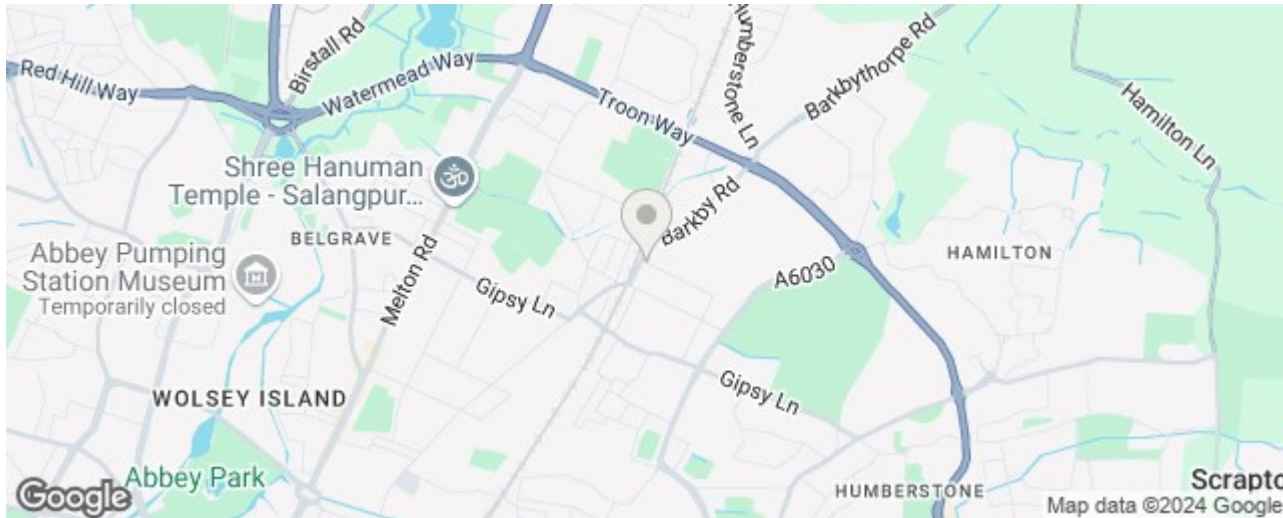 Red Hill Way
Birstall Rd
Watermead Way
Troon Way
Humberstone Ln
Barkbythorpe Rd
Hamilton Ln
Shree Hanuman
Temple - Salangpur...
Barkby Rd
BELGRAVE
Melton Rd
Abbey Pumping
Station Museum
Temporarily closed
Gipsy Ln
A6030
HAMILTON
WOLSEY ISLAND
Gipsy Ln
Abbey Park
HUMBERSTONE
Scrapto
Google
Map data ©2024 Google